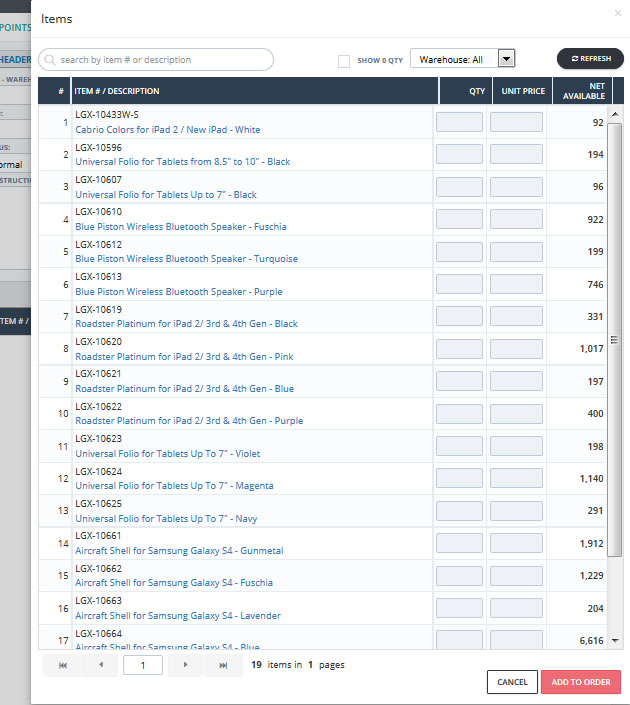 Items
×
POINTS
HEADER
- WAREH
US:
ormal
STRUCTI
TEM # /
search by item # or description
SHOW 0 QTY
Warehouse: All
REFRESH
# ITEM # / DESCRIPTION QTY UNIT PRICE NET AVAILABLE
1 LGX-10433W-S 92
Cabrio Colors for iPad 2 / New iPad - White
2 LGX-10596 194
Universal Folio for Tablets from 8.5" to 10" - Black
3 LGX-10607 96
Universal Folio for Tablets Up to 7" - Black
4 LGX-10610 922
Blue Piston Wireless Bluetooth Speaker - Fuschia
5 LGX-10612 199
Blue Piston Wireless Bluetooth Speaker - Turquoise
6 LGX-10613 746
Blue Piston Wireless Bluetooth Speaker - Purple
7 LGX-10619 331
Roadster Platinum for iPad 2/ 3rd & 4th Gen - Black
8 LGX-10620 1,017
Roadster Platinum for iPad 2/ 3rd & 4th Gen - Pink
9 LGX-10621 197
Roadster Platinum for iPad 2/ 3rd & 4th Gen - Blue
10 LGX-10622 400
Roadster Platinum for iPad 2/ 3rd & 4th Gen - Purple
11 LGX-10623 198
Universal Folio for Tablets Up To 7" - Violet
12 LGX-10624 1,140
Universal Folio for Tablets Up To 7" - Magenta
13 LGX-10625 291
Universal Folio for Tablets Up To 7" - Navy
14 LGX-10661 1,912
Aircraft Shell for Samsung Galaxy S4 - Gunmetal
15 LGX-10662 1,229
Aircraft Shell for Samsung Galaxy S4 - Fuschia
16 LGX-10663 204
Aircraft Shell for Samsung Galaxy S4 - Lavender
17 LGX-10664 6,616
Aircraft Shell for Samsung Galaxy S4 - Blue
1
19 items in 1 pages
CANCEL
ADD TO ORDER